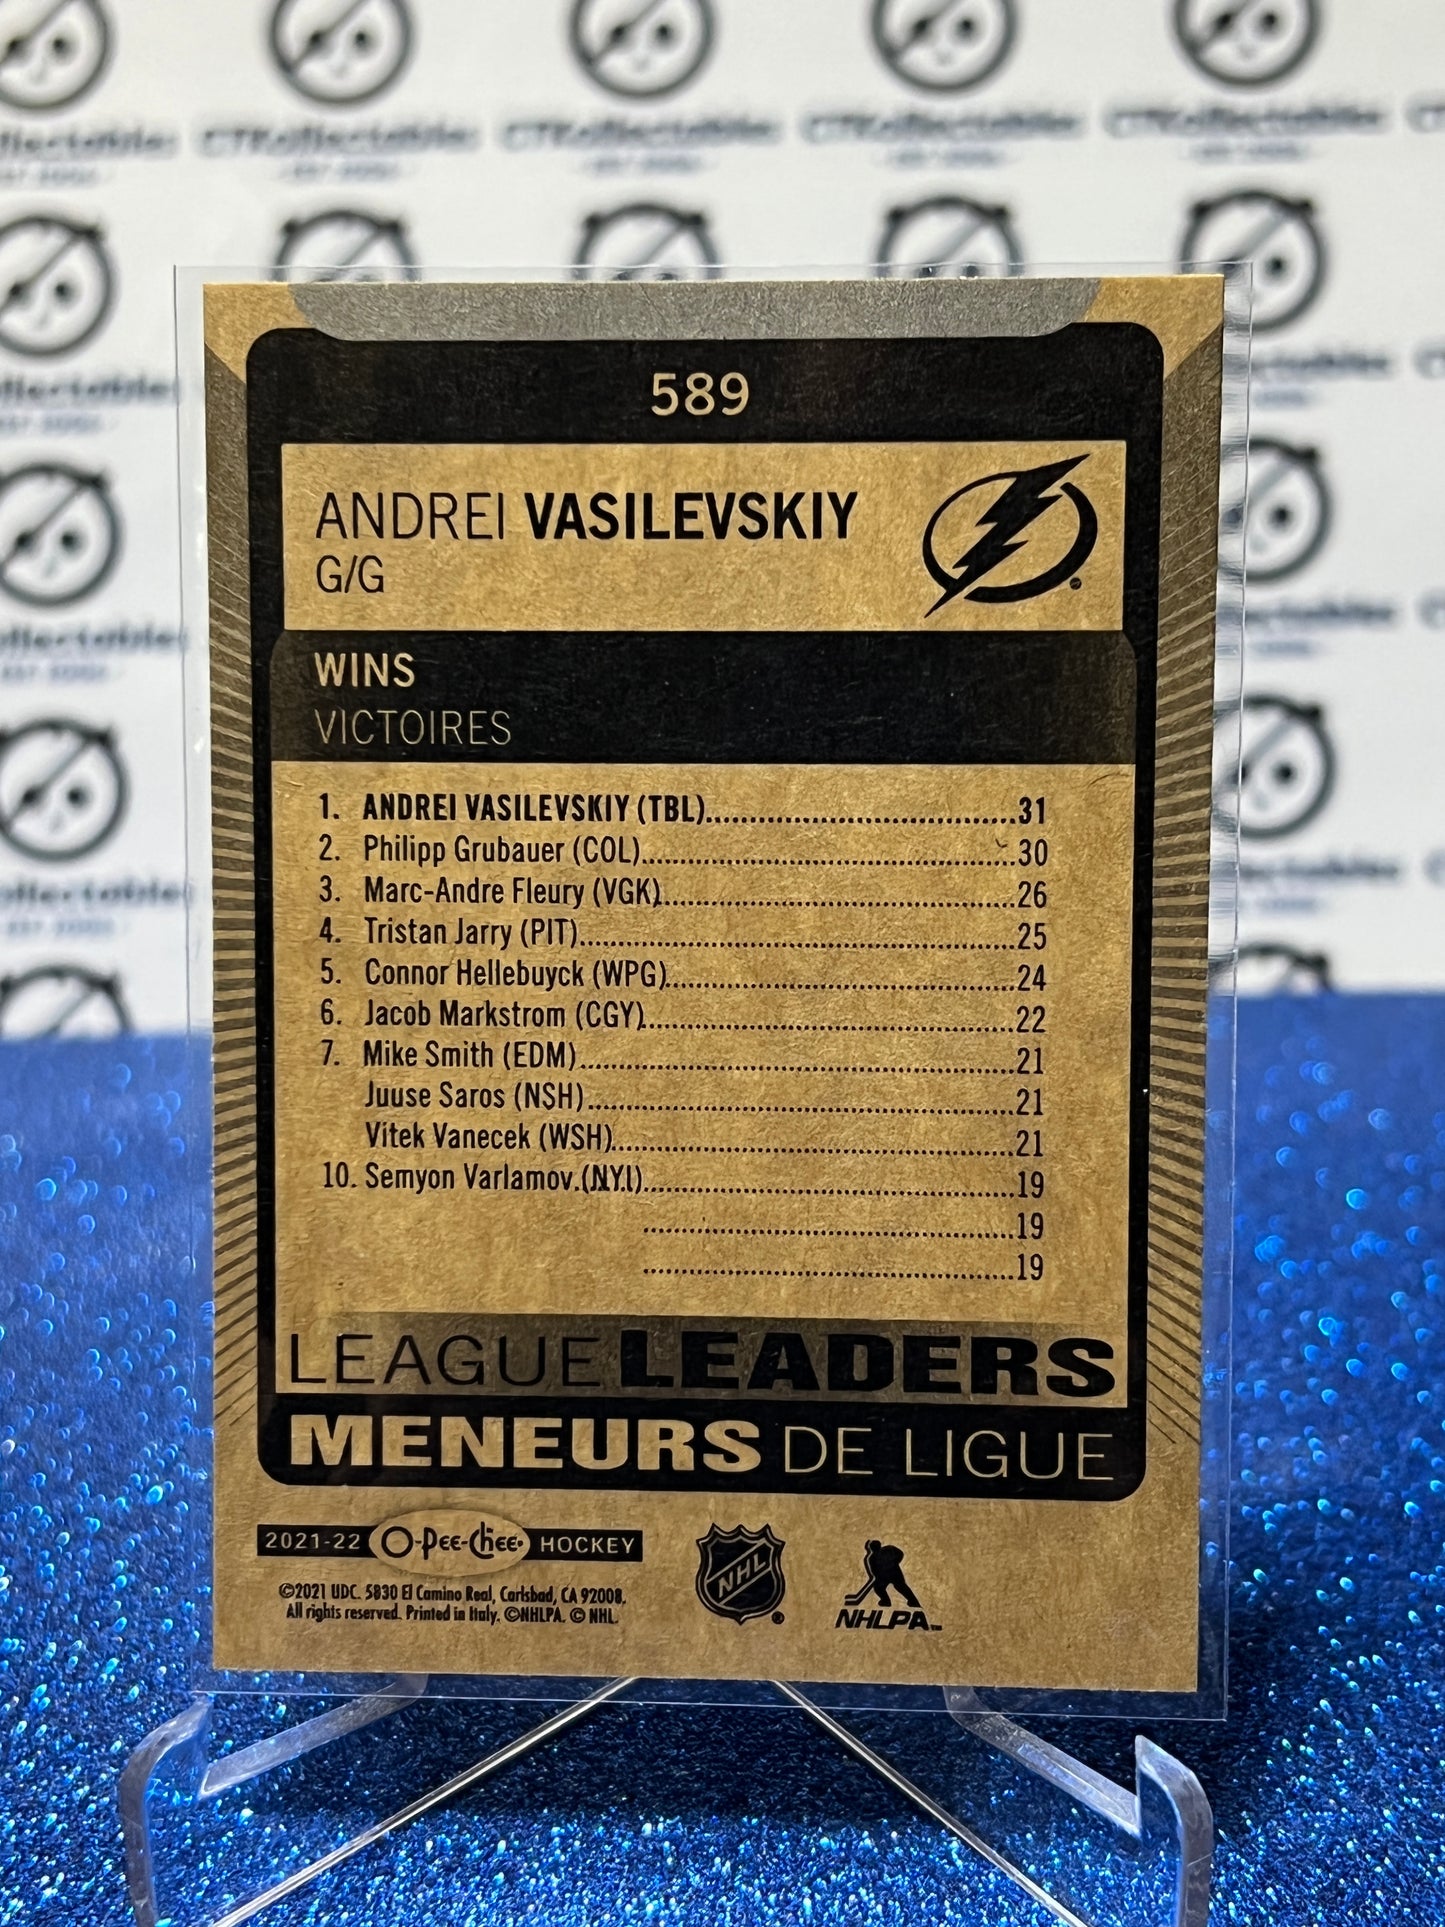 589
ANDREI VASILEVSKIY
G/G
WINS
VICTOIRES
1. ANDREI VASILEVSKIY (TBL)..........31
2. Philipp Grubauer (COL)..........30
3. Marc-Andre Fleury (VGK)..........26
4. Tristan Jarry (PIT)..........25
5. Connor Hellebuyck (WPG)..........24
6. Jacob Markstrom (CGY)..........22
7. Mike Smith (EDM)..........21
Juuse Saros (NSH)..........21
Vitek Vanecek (WSH)..........21
10. Semyon Varlamov.(NYI)..........19
..........19
..........19
LEAGUE LEADERS
MENEURS DE LIGUE
2021-22 O-Pee-Chee HOCKEY
©2021 UDC. 5830 El Camino Real, Carlsbad, CA 92008.
All rights reserved. Printed in Italy. ©NHLPA. © NHL.
NHL
NHLPA
CTKollectables